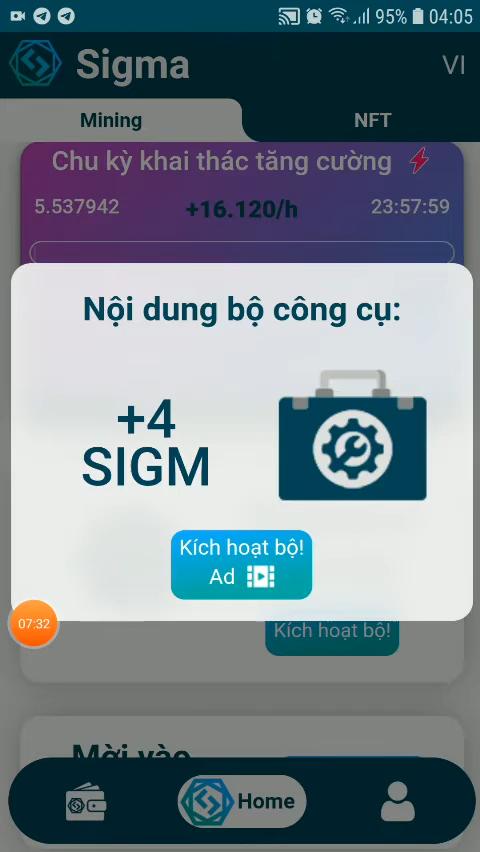 95% 04:05
Sigma
VI
Mining
NFT
Chu kỳ khai thác tăng cường
5.537942
+16.120/h
23:57:59
Nội dung bộ công cụ:
+4
SIGM
Kích hoạt bộ!
Ad
07:32
Kích hoạt bộ!
Mời vào
Home